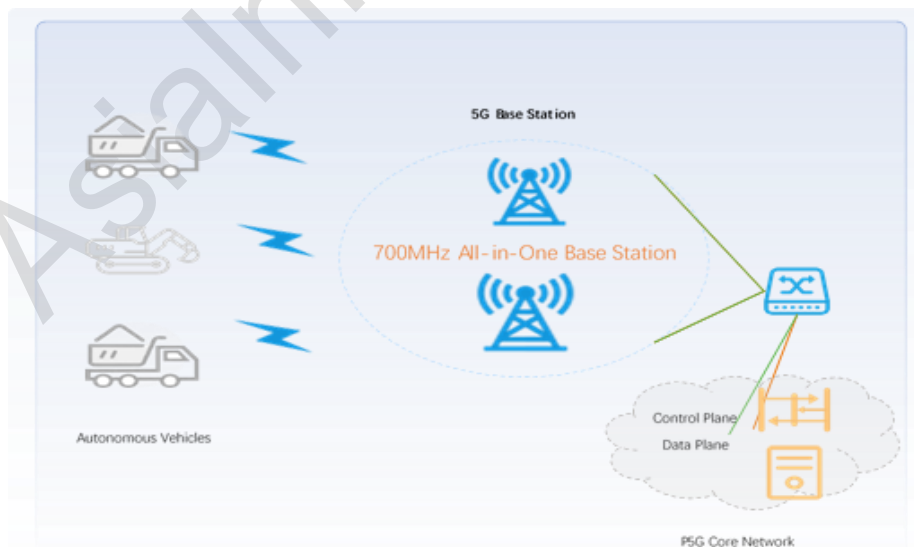 5G Base Station
700MHz All-in-One Base Station
Control Plane
Data Plane
Autonomous Vehicles
P5G Core Network